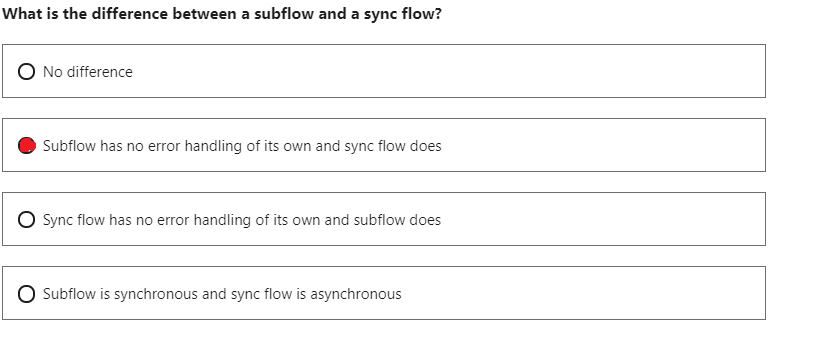 What is the difference between a subflow and a sync flow?
No difference
Subflow has no error handling of its own and sync flow does
Sync flow has no error handling of its own and subflow does
Subflow is synchronous and sync flow is asynchronous